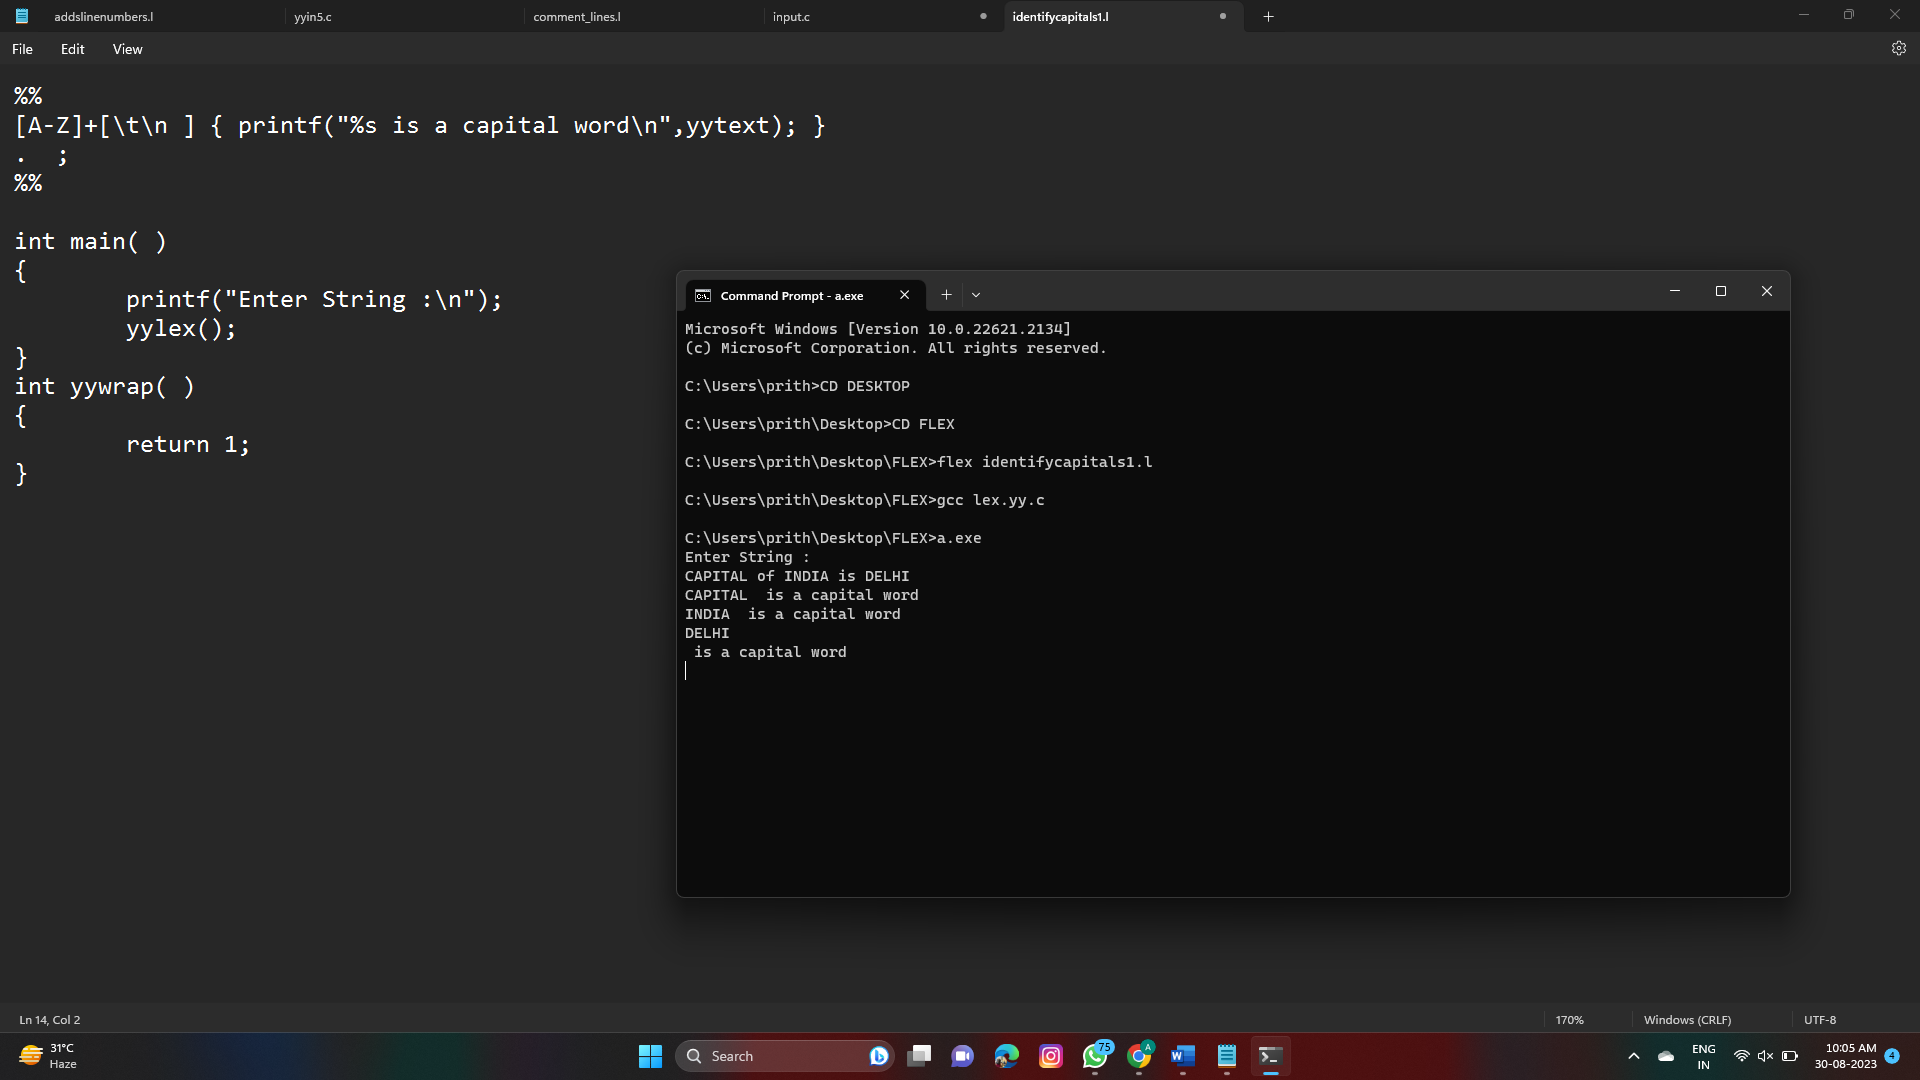 addslinenumbers.l
yyin5.c
comment_lines.l
input.c
identifycapitals1.l
File Edit View
%%
[A-Z]+[\t\n ] { printf("%s is a capital word\n",yytext); }
.  ;
%%
int main( )
{
printf("Enter String :\n");
yylex();
}
int yywrap( )
{
return 1;
}
Command Prompt - a.exe
Microsoft Windows [Version 10.0.22621.2134]
(c) Microsoft Corporation. All rights reserved.
C:\Users\prith>CD DESKTOP
C:\Users\prith\Desktop>CD FLEX
C:\Users\prith\Desktop\FLEX>flex identifycapitals1.l
C:\Users\prith\Desktop\FLEX>gcc lex.yy.c
C:\Users\prith\Desktop\FLEX>a.exe
Enter String :
CAPITAL of INDIA is DELHI
CAPITAL  is a capital word
INDIA  is a capital word
DELHI
 is a capital word
Ln 14, Col 2
170%
Windows (CRLF)
UTF-8
31°C
Haze
Search
75
A
ENG
IN
10:05 AM
30-08-2023
4